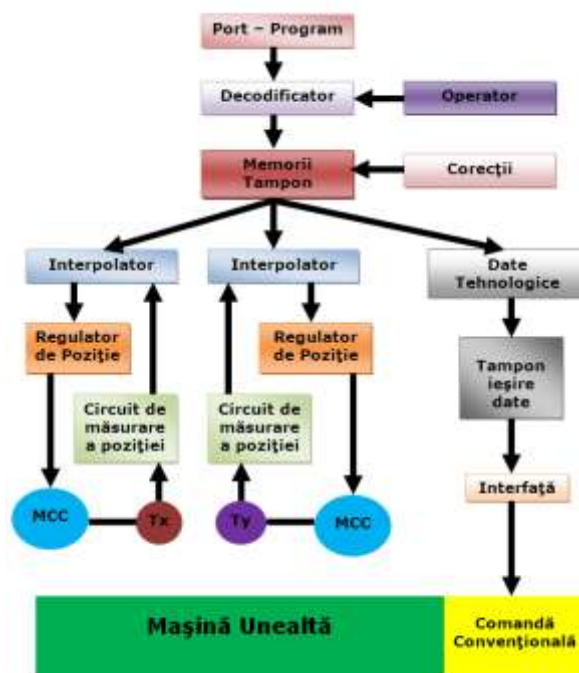 Port – Program
Decodificator
Operator
Memorii
Tampon
Corecţii
Interpolator
Interpolator
Date
Tehnologice
Regulator
de Poziţie
Regulator
de Poziţie
Tampon
ieşire
date
Circuit de
măsurare
a poziţiei
Circuit de
măsurare
a poziţiei
Interfaţă
MCC
Tx
Ty
MCC
Maşină Unealtă
Comandă
Convenţională